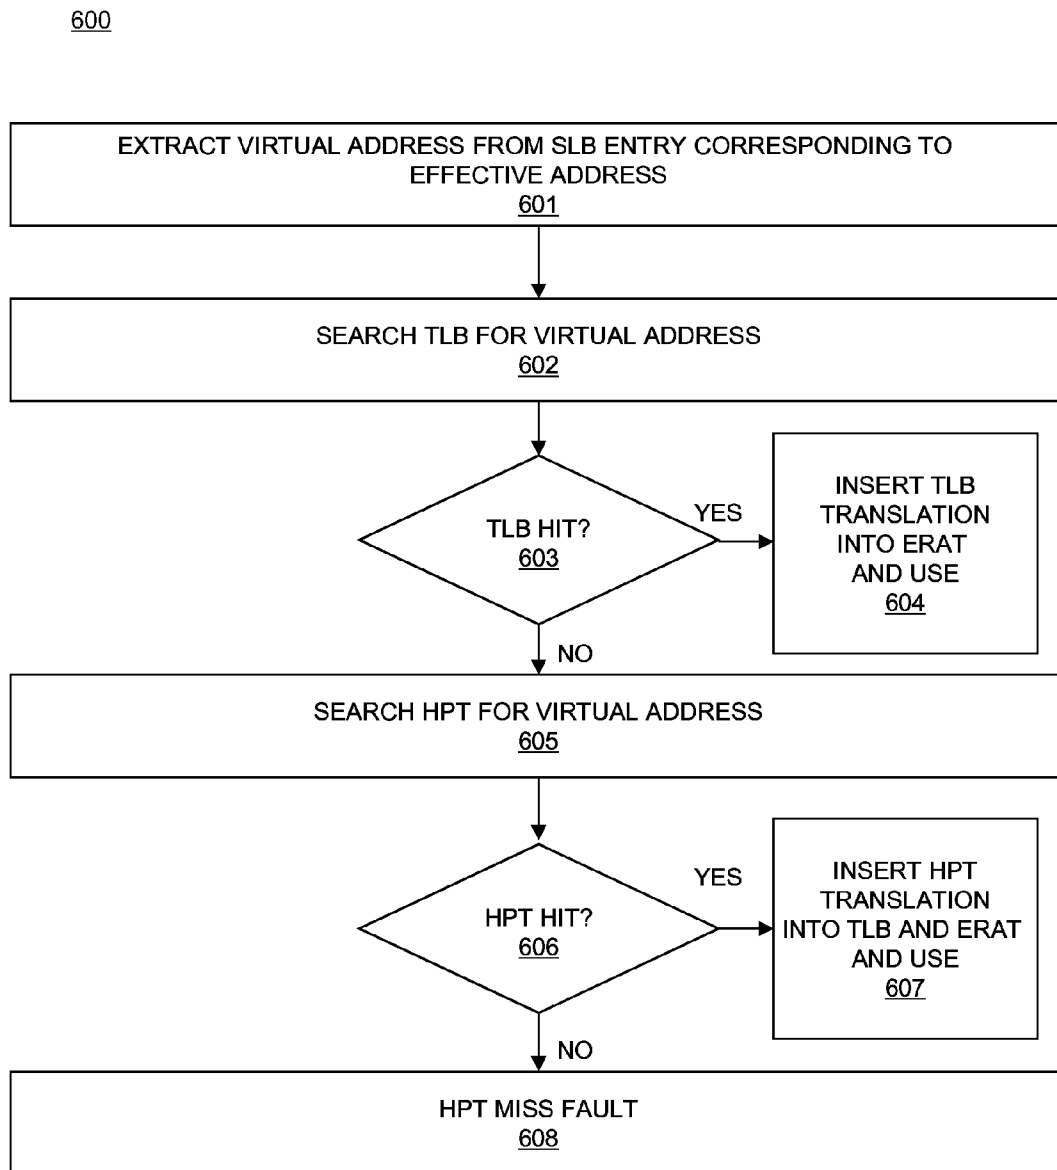 600
EXTRACT VIRTUAL ADDRESS FROM SLB ENTRY CORRESPONDING TO
EFFECTIVE ADDRESS
601
SEARCH TLB FOR VIRTUAL ADDRESS
602
TLB HIT?
603
YES
INSERT TLB
TRANSLATION
INTO ERAT
AND USE
604
NO
SEARCH HPT FOR VIRTUAL ADDRESS
605
HPT HIT?
606
YES
INSERT HPT
TRANSLATION
INTO TLB AND ERAT
AND USE
607
NO
HPT MISS FAULT
608